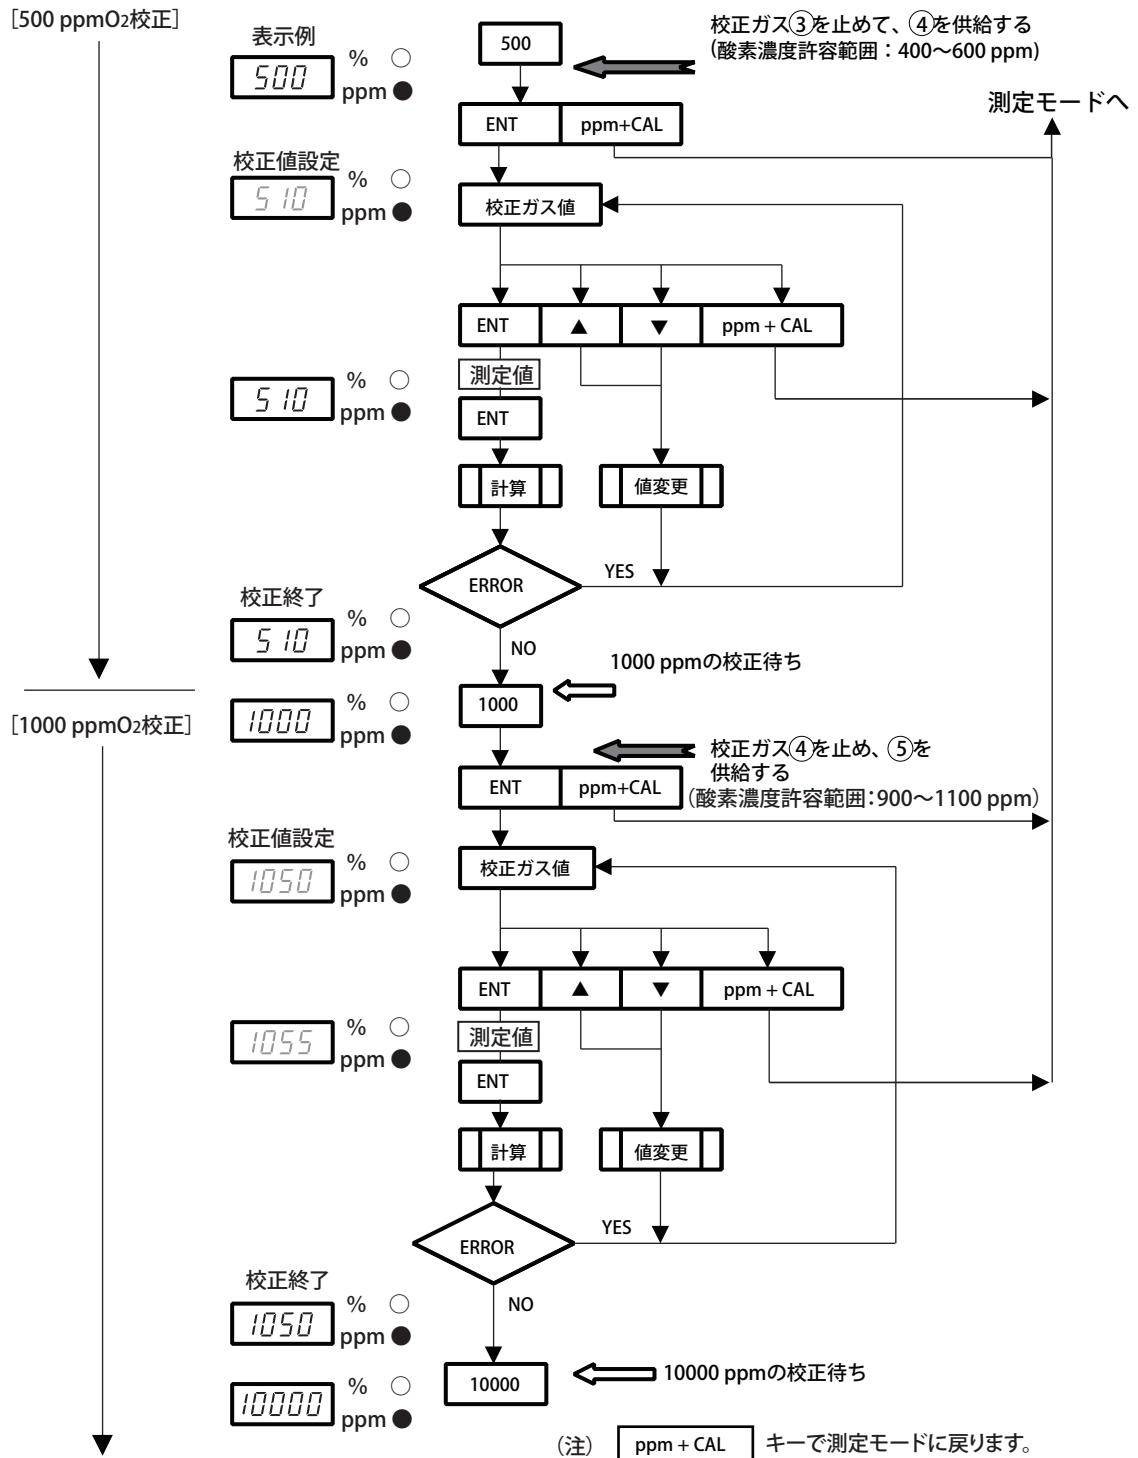 [500 ppmO2校正]
校正ガス③を止めて、④を供給する
(酸素濃度許容範囲：400〜600 ppm)
表示例
500
% ○
ppm ●
500
測定モードへ
ENT
ppm+CAL
校正値設定
510
% ○
ppm ●
校正ガス値
ENT
▲
▼
ppm + CAL
測定値
510
% ○
ppm ●
ENT
計算
値変更
ERROR
YES
校正終了
510
% ○
ppm ●
NO
1000 ppmの校正待ち
1000
[1000 ppmO2校正]
1000
% ○
ppm ●
校正ガス④を止め、⑤を
供給する
(酸素濃度許容範囲:900〜1100 ppm)
ENT
ppm+CAL
校正値設定
1050
% ○
ppm ●
校正ガス値
ENT
▲
▼
ppm + CAL
測定値
1055
% ○
ppm ●
ENT
計算
値変更
ERROR
YES
校正終了
1050
% ○
ppm ●
NO
10000
10000 ppmの校正待ち
10000
% ○
ppm ●
(注) ppm + CAL キーで測定モードに戻ります。